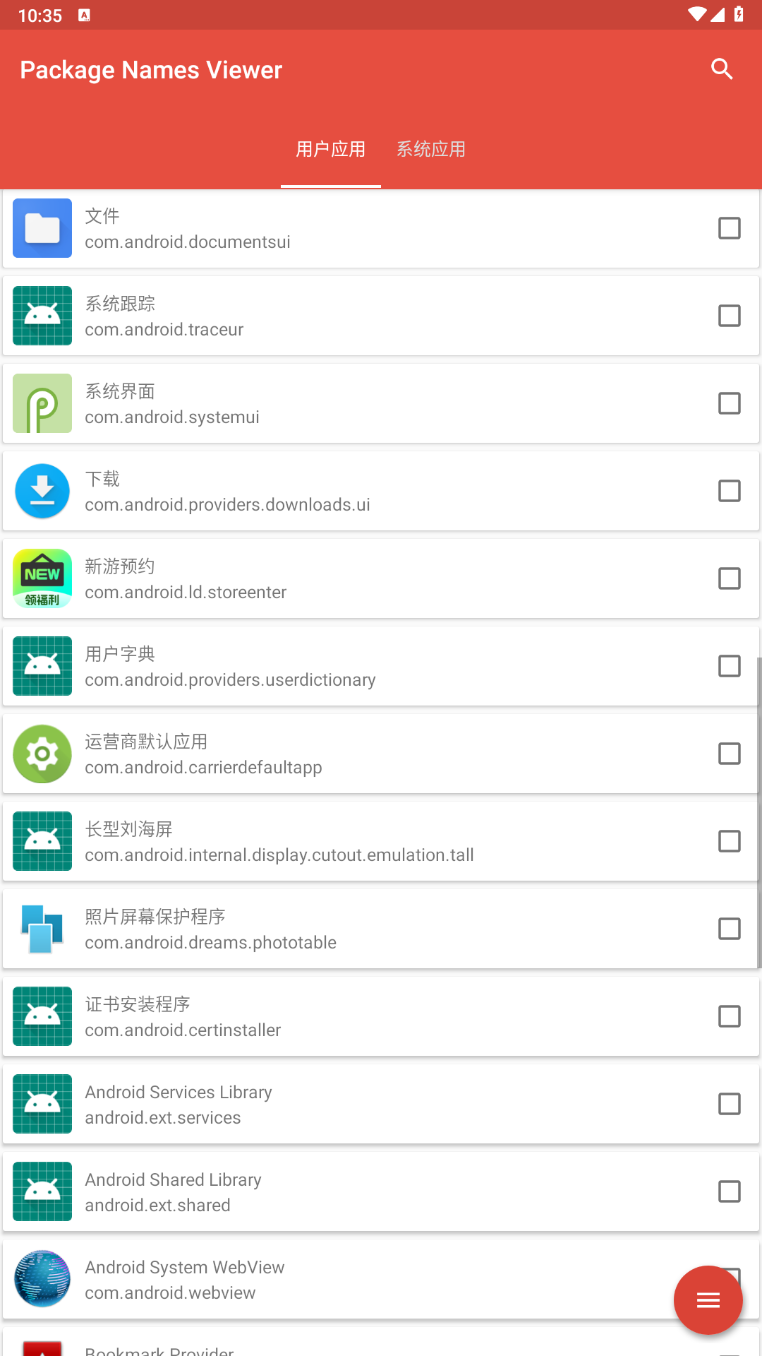 10:35
Package Names Viewer
用户应用
系统应用
文件
com.android.documentsui
系统跟踪
com.android.traceur
系统界面
com.android.systemui
下载
com.android.providers.downloads.ui
NEW
领福利
新游预约
com.android.ld.storeenter
用户字典
com.android.providers.userdictionary
运营商默认应用
com.android.carrierdefaultapp
长型刘海屏
com.android.internal.display.cutout.emulation.tall
照片屏幕保护程序
com.android.dreams.phototable
证书安装程序
com.android.certinstaller
Android Services Library
android.ext.services
Android Shared Library
android.ext.shared
Android System WebView
com.android.webview
Bookmark Provider